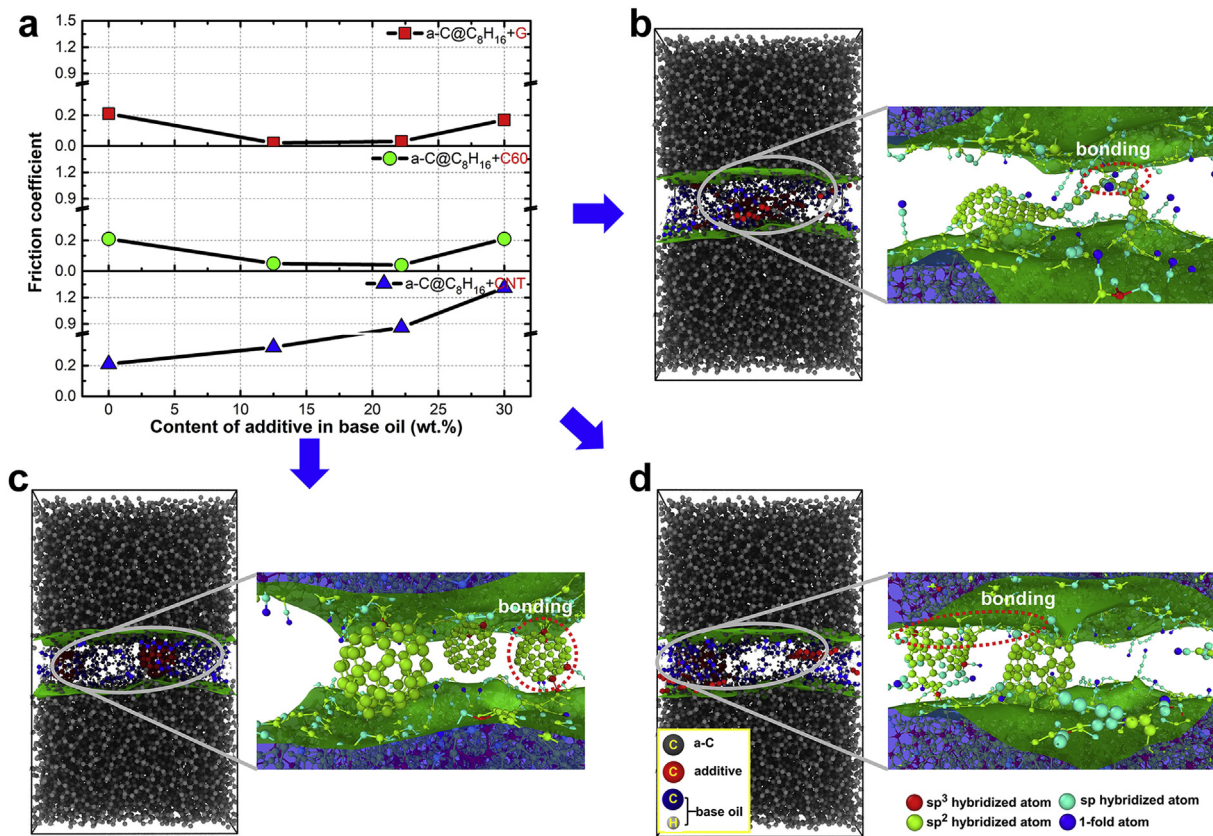 a
1.5
1.2
0.9
0.2
0.0
a-C@C8H16+G
1.2
0.9
0.2
0.0
a-C@C8H16+C60
1.2
0.9
0.2
0.0
a-C@C8H16+CNT
Friction coefficient
0 5 10 15 20 25 30
Content of additive in base oil (wt.%)
b
bonding
c
bonding
d
bonding
C a-C
C additive
C
base oil
H
sp3 hybridized atom
sp hybridized atom
sp2 hybridized atom
1-fold atom